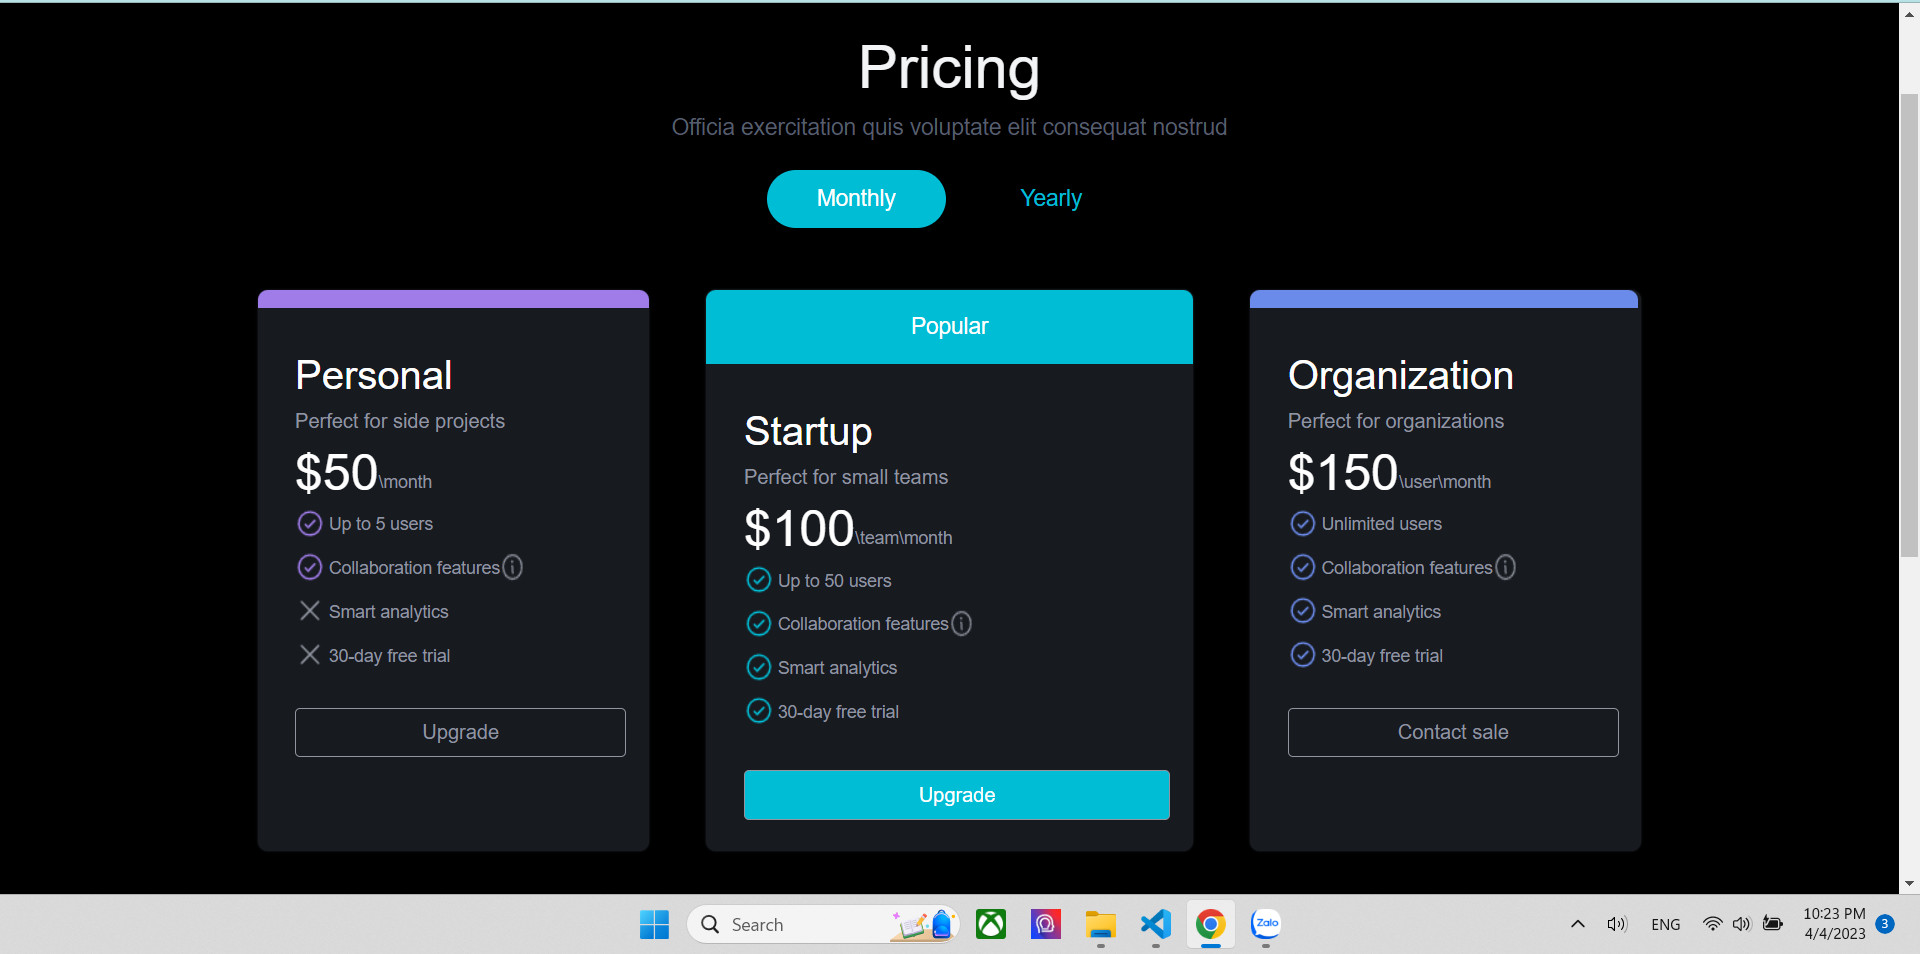 Pricing
Officia exercitation quis voluptate elit consequat nostrud
Monthly
Yearly
Personal
Perfect for side projects
$50\month
Up to 5 users
Collaboration features
Smart analytics
30-day free trial
Upgrade
Popular
Startup
Perfect for small teams
$100\team\month
Up to 50 users
Collaboration features
Smart analytics
30-day free trial
Upgrade
Organization
Perfect for organizations
$150\user\month
Unlimited users
Collaboration features
Smart analytics
30-day free trial
Contact sale
Search
Zalo
ENG
10:23 PM
4/4/2023
3